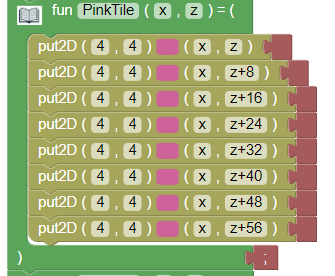 fun PinkTile ( x , z ) = (
put2D ( 4 , 4 ) ( x , z )
put2D ( 4 , 4 ) ( x , z+8 )
put2D ( 4 , 4 ) ( x , z+16 )
put2D ( 4 , 4 ) ( x , z+24 )
put2D ( 4 , 4 ) ( x , z+32 )
put2D ( 4 , 4 ) ( x , z+40 )
put2D ( 4 , 4 ) ( x , z+48 )
put2D ( 4 , 4 ) ( x , z+56 )
) ;